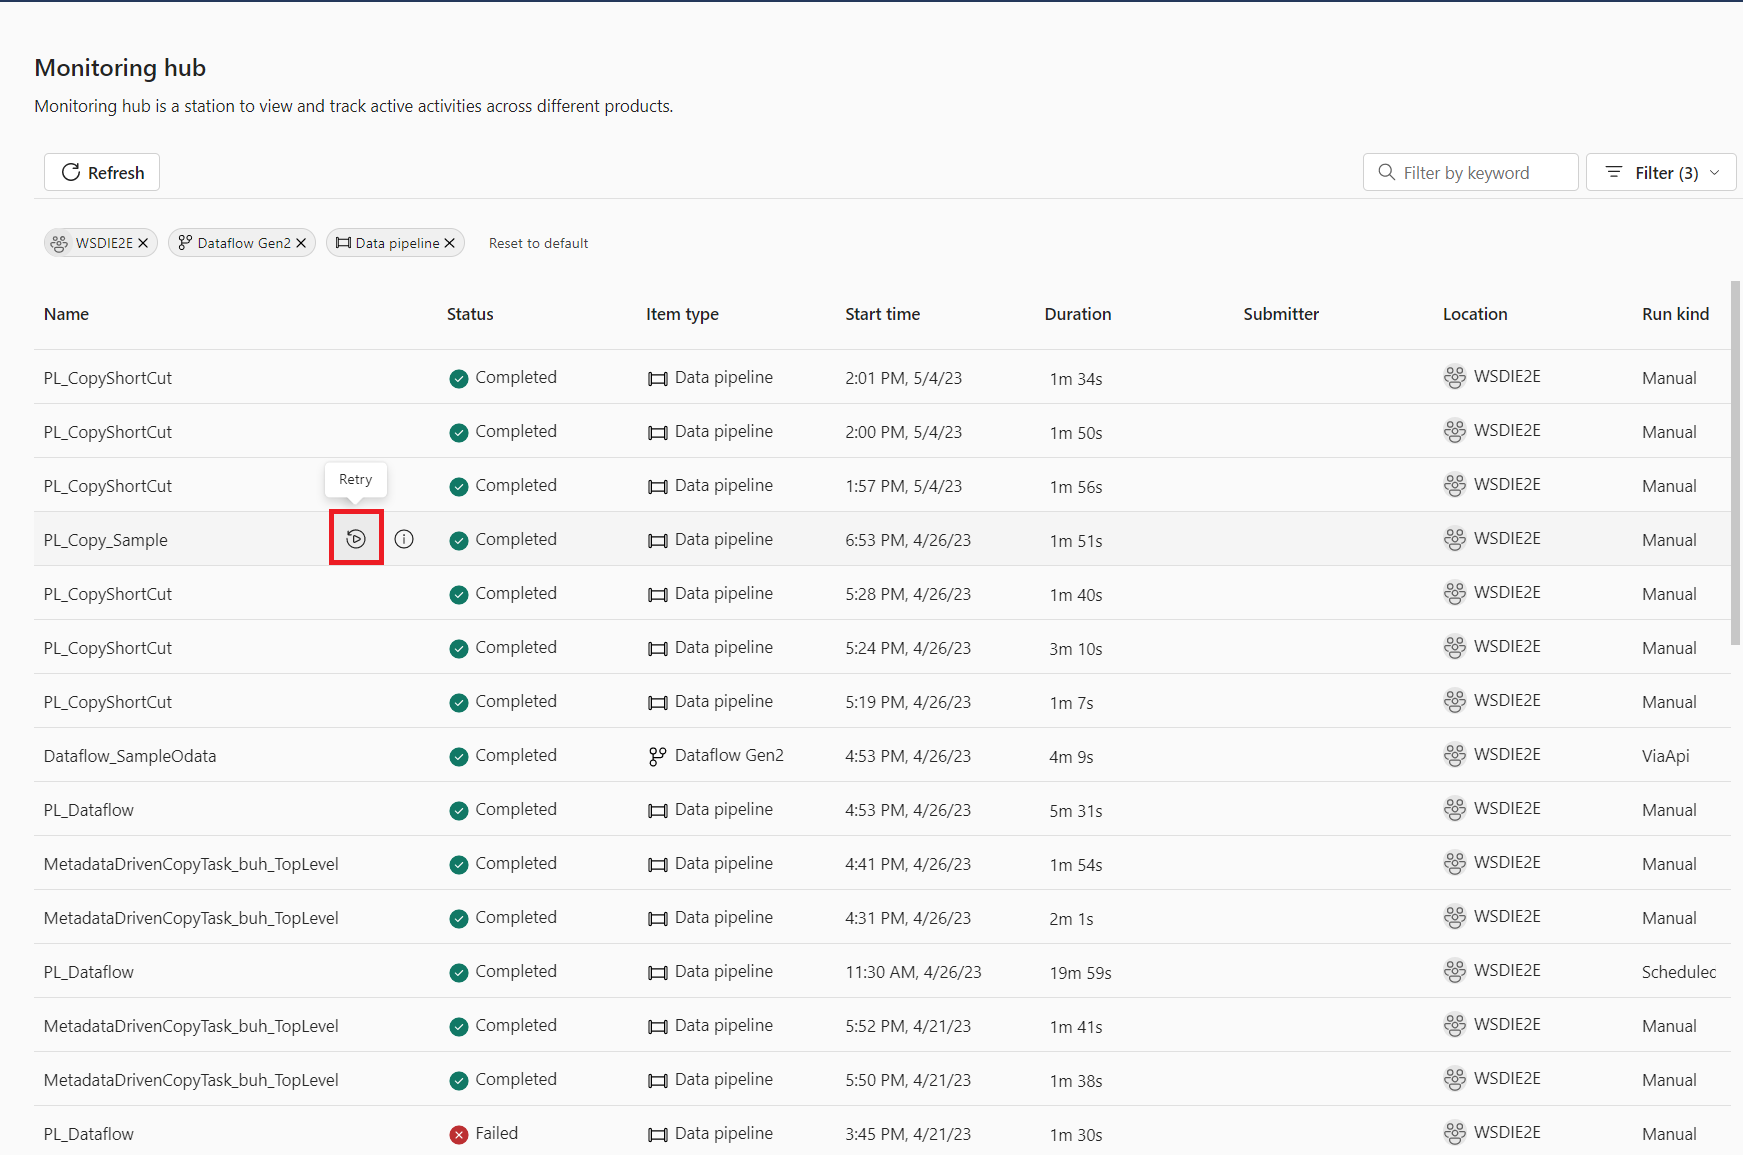 Monitoring hub
Monitoring hub is a station to view and track active activities across different products.
Refresh
Filter by keyword
Filter (3)
WSDIE2E
Dataflow Gen2
Data pipeline
Reset to default
Name Status Item type Start time Duration Submitter Location Run kind
PL_CopyShortCut Completed Data pipeline 2:01 PM, 5/4/23 1m 34s WSDIE2E Manual
PL_CopyShortCut Completed Data pipeline 2:00 PM, 5/4/23 1m 50s WSDIE2E Manual
PL_CopyShortCut Completed Data pipeline 1:57 PM, 5/4/23 1m 56s WSDIE2E Manual
Retry
PL_Copy_Sample Completed Data pipeline 6:53 PM, 4/26/23 1m 51s WSDIE2E Manual
PL_CopyShortCut Completed Data pipeline 5:28 PM, 4/26/23 1m 40s WSDIE2E Manual
PL_CopyShortCut Completed Data pipeline 5:24 PM, 4/26/23 3m 10s WSDIE2E Manual
PL_CopyShortCut Completed Data pipeline 5:19 PM, 4/26/23 1m 7s WSDIE2E Manual
Dataflow_SampleOdata Completed Dataflow Gen2 4:53 PM, 4/26/23 4m 9s WSDIE2E ViaApi
PL_Dataflow Completed Data pipeline 4:53 PM, 4/26/23 5m 31s WSDIE2E Manual
MetadataDrivenCopyTask_buh_TopLevel Completed Data pipeline 4:41 PM, 4/26/23 1m 54s WSDIE2E Manual
MetadataDrivenCopyTask_buh_TopLevel Completed Data pipeline 4:31 PM, 4/26/23 2m 1s WSDIE2E Manual
PL_Dataflow Completed Data pipeline 11:30 AM, 4/26/23 19m 59s WSDIE2E Scheduled
MetadataDrivenCopyTask_buh_TopLevel Completed Data pipeline 5:52 PM, 4/21/23 1m 41s WSDIE2E Manual
MetadataDrivenCopyTask_buh_TopLevel Completed Data pipeline 5:50 PM, 4/21/23 1m 38s WSDIE2E Manual
PL_Dataflow Failed Data pipeline 3:45 PM, 4/21/23 1m 30s WSDIE2E Manual